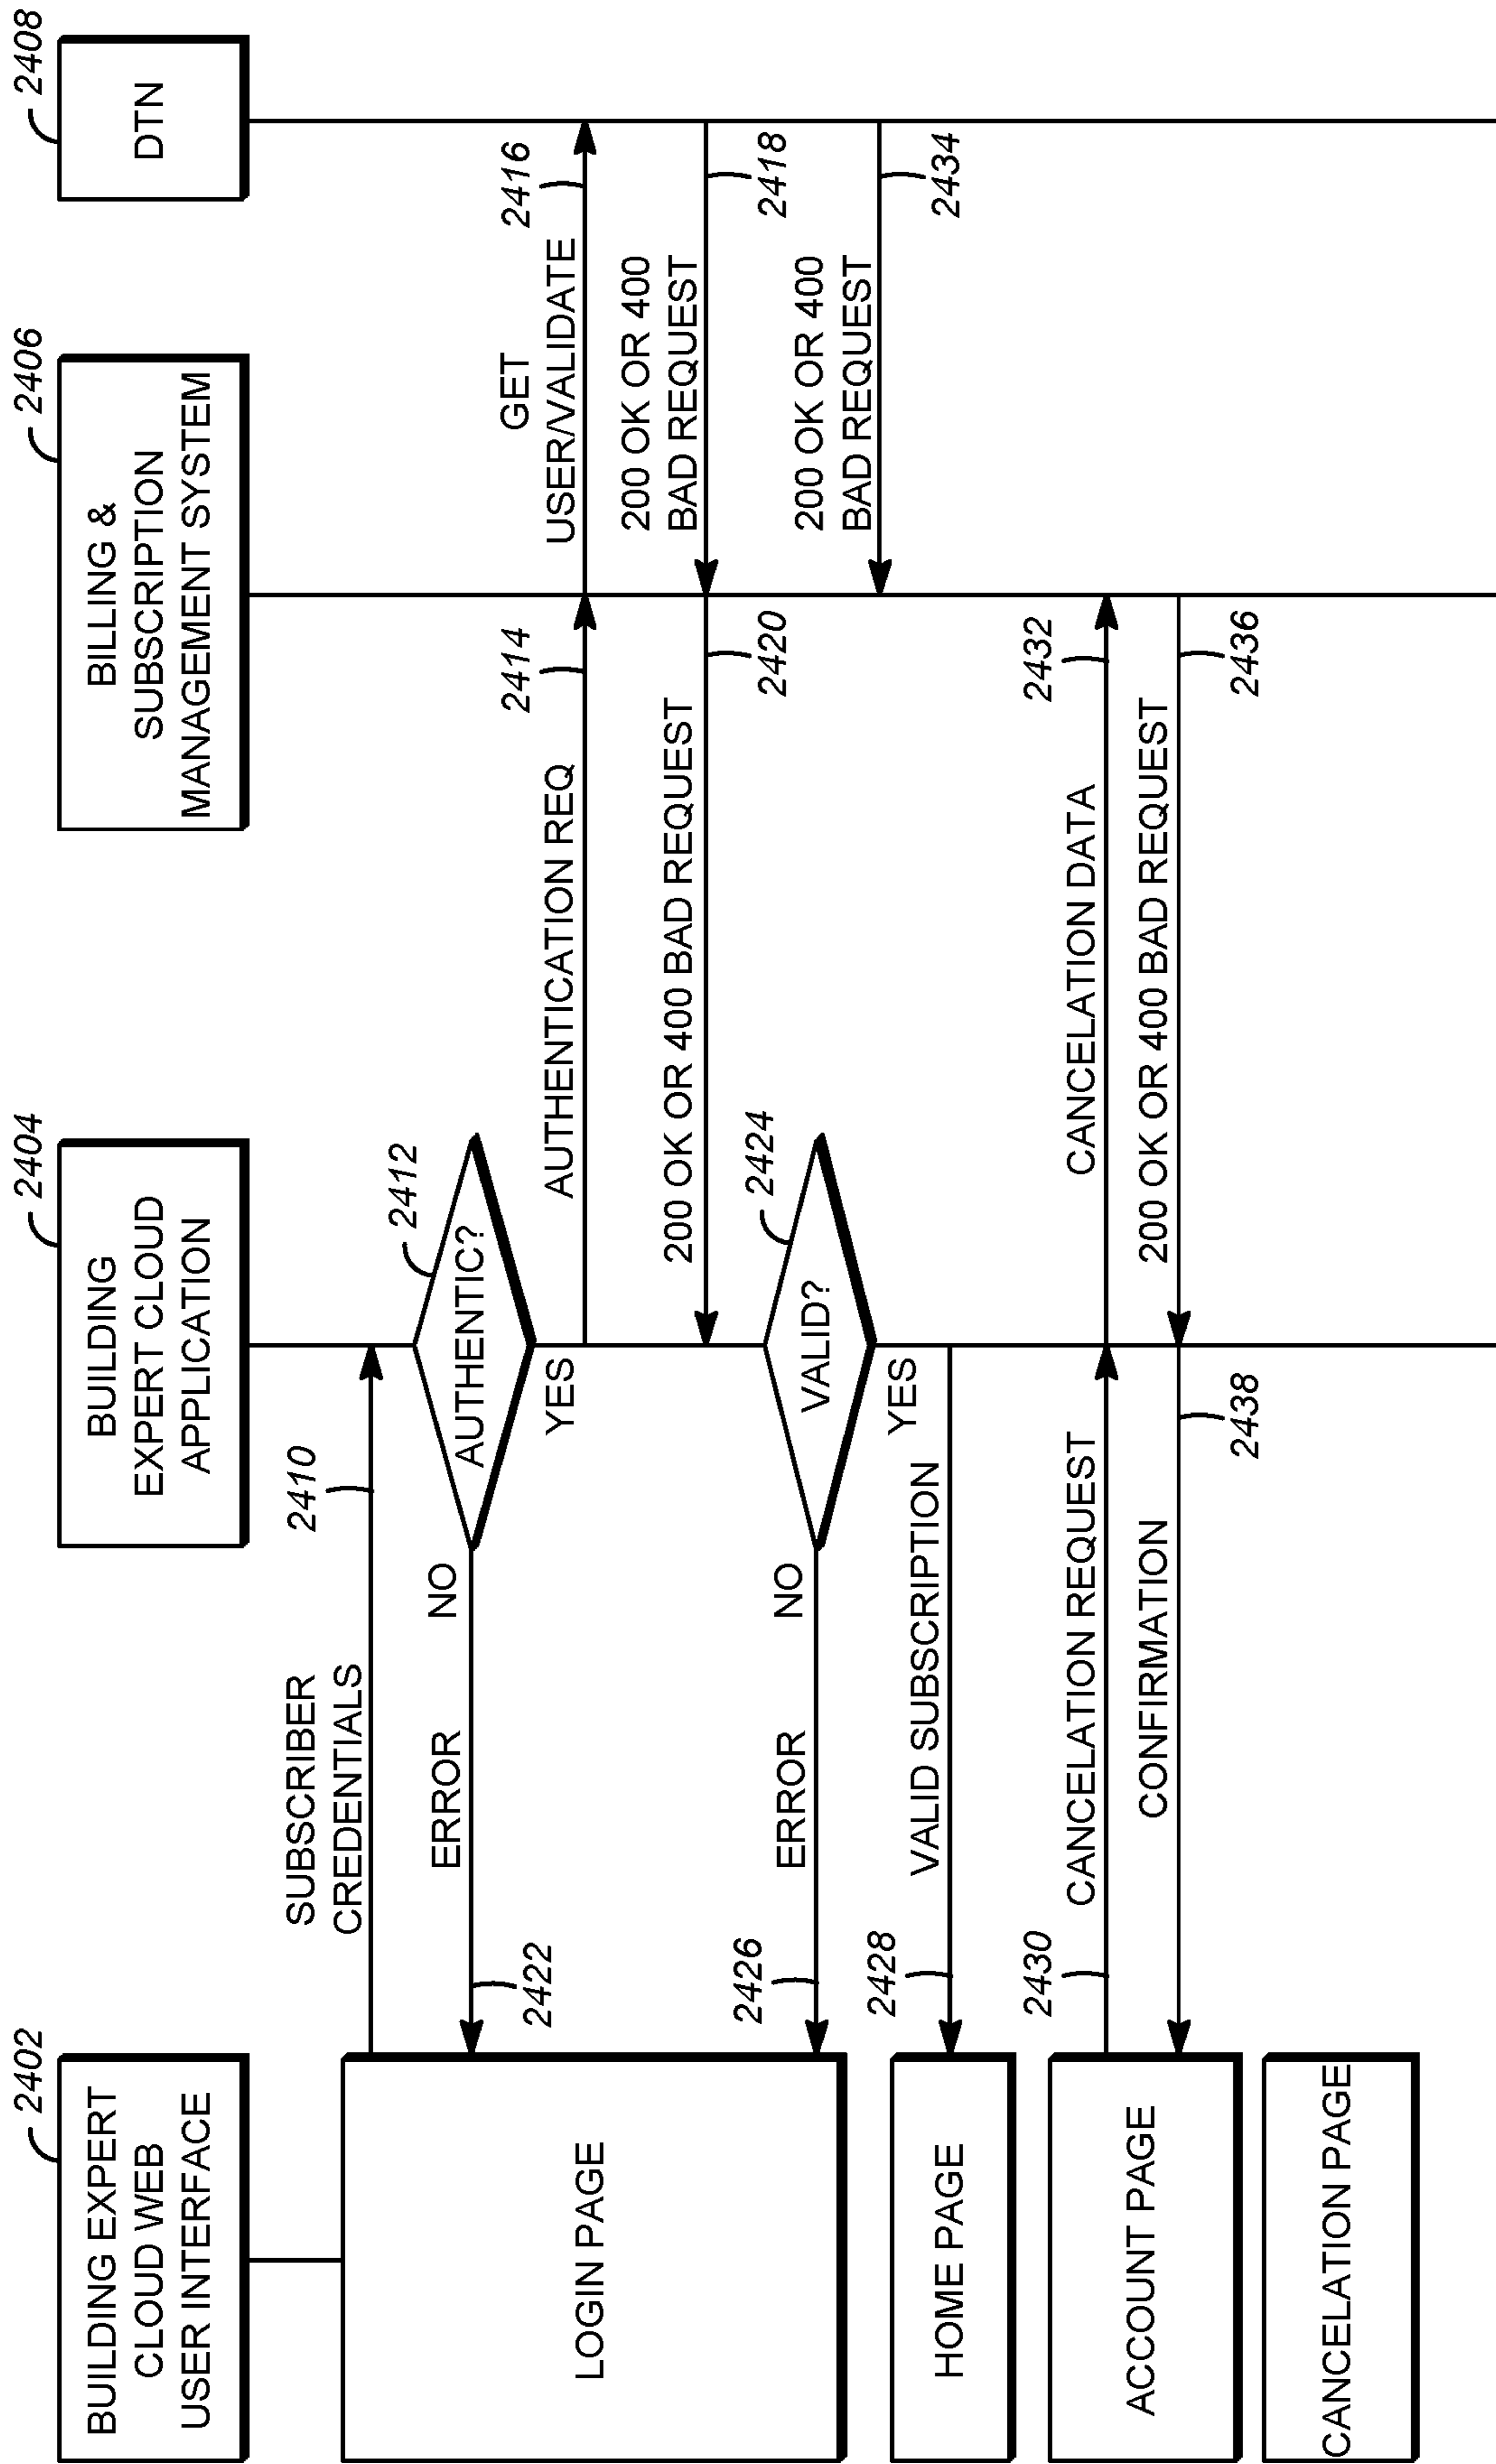 2402
BUILDING EXPERT
CLOUD WEB
USER INTERFACE
2404
BUILDING
EXPERT CLOUD
APPLICATION
2406
BILLING &
SUBSCRIPTION
MANAGEMENT SYSTEM
2408
DTN
SUBSCRIBER
CREDENTIALS
2410
LOGIN PAGE
AUTHENTIC?
2412
NO
ERROR
2422
YES
AUTHENTICATION REQ
2414
GET
USER/VALIDATE
2416
200 OK OR 400
BAD REQUEST
2418
200 OK OR 400 BAD REQUEST
2420
VALID?
2424
NO
ERROR
2426
YES
200 OK OR 400
BAD REQUEST
2434
HOME PAGE
2428
VALID SUBSCRIPTION
ACCOUNT PAGE
2430
CANCELATION REQUEST
CANCELATION DATA
2432
CONFIRMATION
2438
200 OK OR 400 BAD REQUEST
2436
CANCELATION PAGE